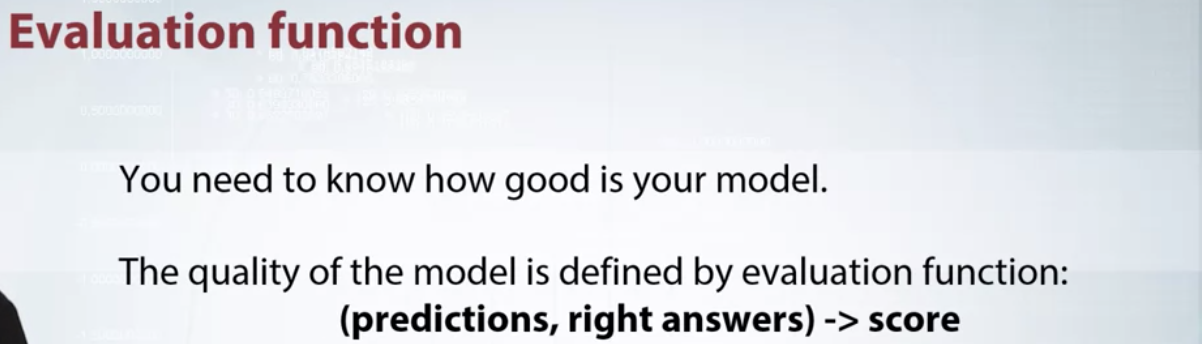 Evaluation function
You need to know how good is your model.
The quality of the model is defined by evaluation function:
(predictions, right answers) -> score